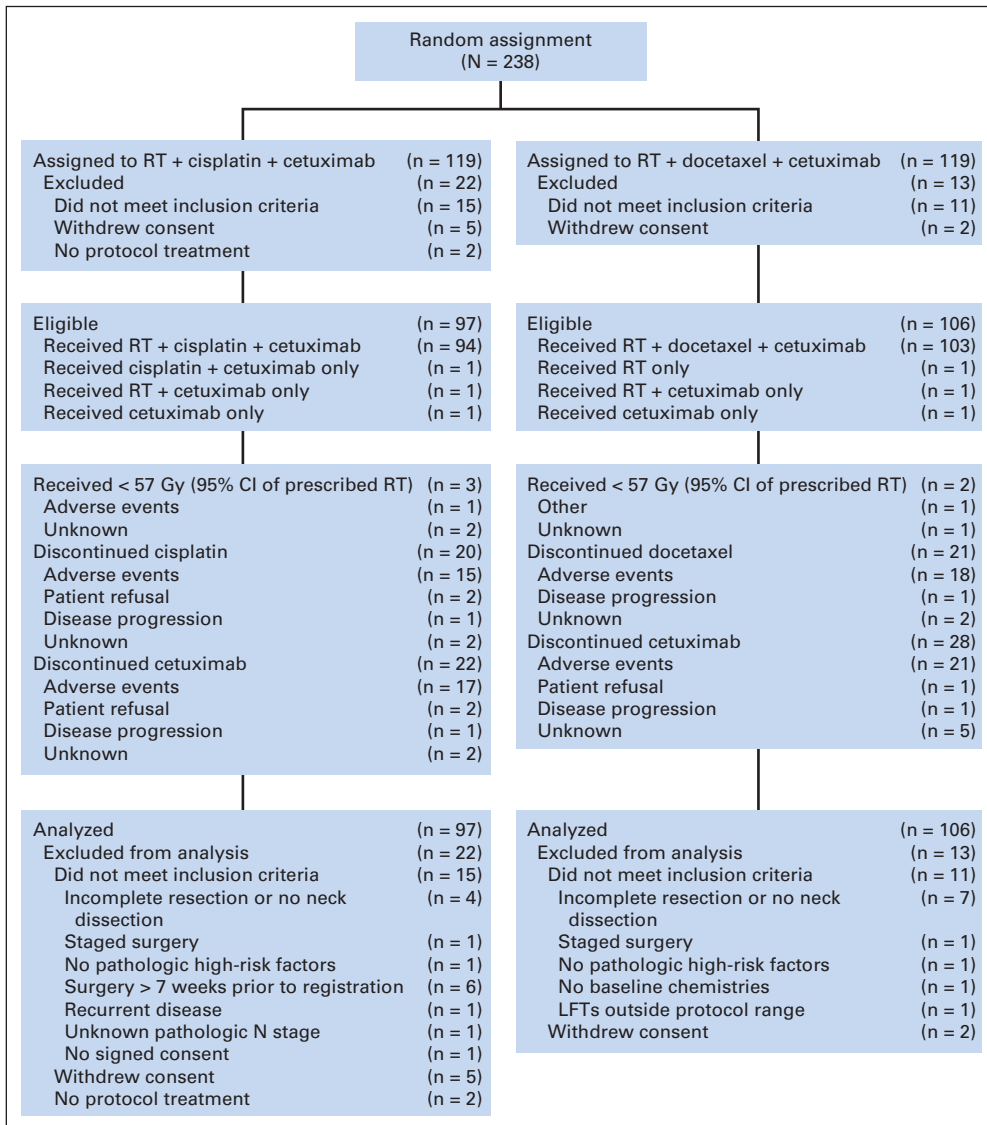 Random assignment
(N = 238)
Assigned to RT + cisplatin + cetuximab (n = 119)
Excluded (n = 22)
Did not meet inclusion criteria (n = 15)
Withdrew consent (n = 5)
No protocol treatment (n = 2)
Assigned to RT + docetaxel + cetuximab (n = 119)
Excluded (n = 13)
Did not meet inclusion criteria (n = 11)
Withdrew consent (n = 2)
Eligible (n = 97)
Received RT + cisplatin + cetuximab (n = 94)
Received cisplatin + cetuximab only (n = 1)
Received RT + cetuximab only (n = 1)
Received cetuximab only (n = 1)
Eligible (n = 106)
Received RT + docetaxel + cetuximab (n = 103)
Received RT only (n = 1)
Received RT + cetuximab only (n = 1)
Received cetuximab only (n = 1)
Received < 57 Gy (95% CI of prescribed RT) (n = 3)
Adverse events (n = 1)
Unknown (n = 2)
Discontinued cisplatin (n = 20)
Adverse events (n = 15)
Patient refusal (n = 2)
Disease progression (n = 1)
Unknown (n = 2)
Discontinued cetuximab (n = 22)
Adverse events (n = 17)
Patient refusal (n = 2)
Disease progression (n = 1)
Unknown (n = 2)
Received < 57 Gy (95% CI of prescribed RT) (n = 2)
Other (n = 1)
Unknown (n = 1)
Discontinued docetaxel (n = 21)
Adverse events (n = 18)
Disease progression (n = 1)
Unknown (n = 2)
Discontinued cetuximab (n = 28)
Adverse events (n = 21)
Patient refusal (n = 1)
Disease progression (n = 1)
Unknown (n = 5)
Analyzed (n = 97)
Excluded from analysis (n = 22)
Did not meet inclusion criteria (n = 15)
Incomplete resection or no neck (n = 4)
dissection
Staged surgery (n = 1)
No pathologic high-risk factors (n = 1)
Surgery > 7 weeks prior to registration (n = 6)
Recurrent disease (n = 1)
Unknown pathologic N stage (n = 1)
No signed consent (n = 1)
Withdrew consent (n = 5)
No protocol treatment (n = 2)
Analyzed (n = 106)
Excluded from analysis (n = 13)
Did not meet inclusion criteria (n = 11)
Incomplete resection or no neck (n = 7)
dissection
Staged surgery (n = 1)
No pathologic high-risk factors (n = 1)
No baseline chemistries (n = 1)
LFTs outside protocol range (n = 1)
Withdrew consent (n = 2)